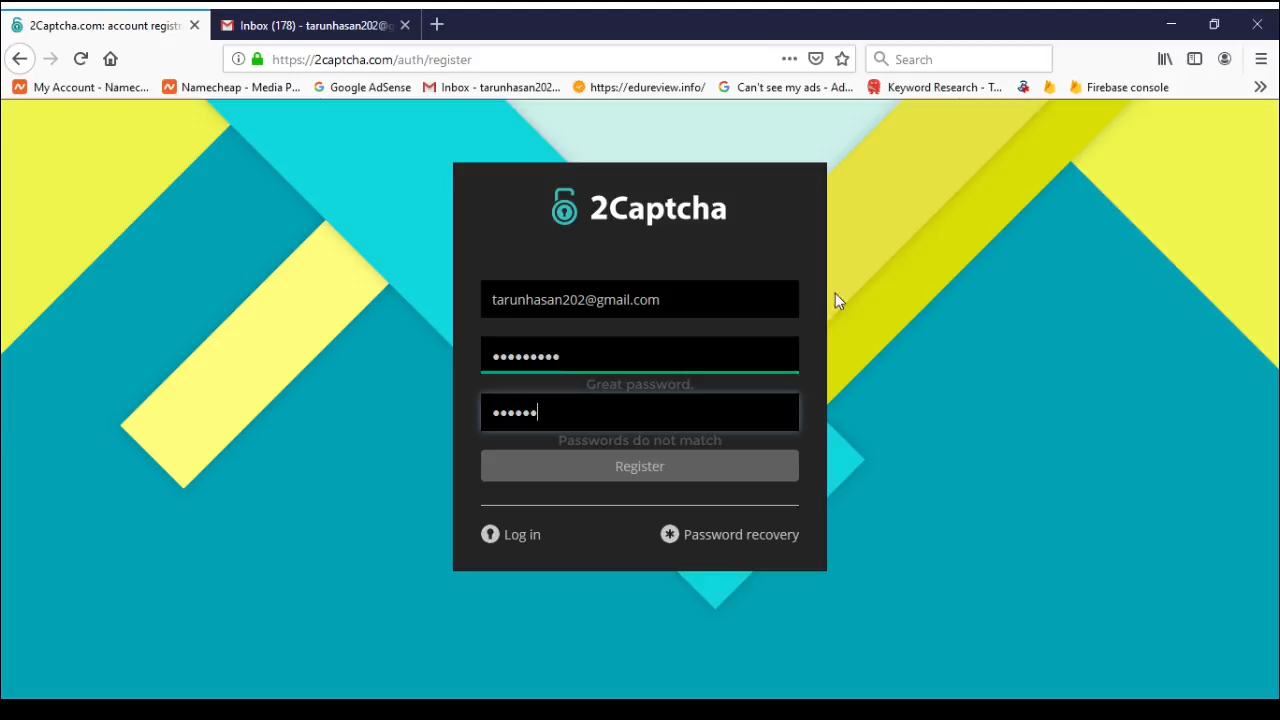 2Captcha.com: account registr
Inbox (178) - tarunhasan202@g
https://2captcha.com/auth/register
Search
My Account - Namec...
Namecheap - Media P...
Google AdSense
Inbox - tarunhasan202...
https://edureview.info/
Can't see my ads - Ad...
Keyword Research - T...
Firebase console
2Captcha
tarunhasan202@gmail.com
•••••••••
Great password.
••••••
Passwords do not match
Register
Log in
Password recovery